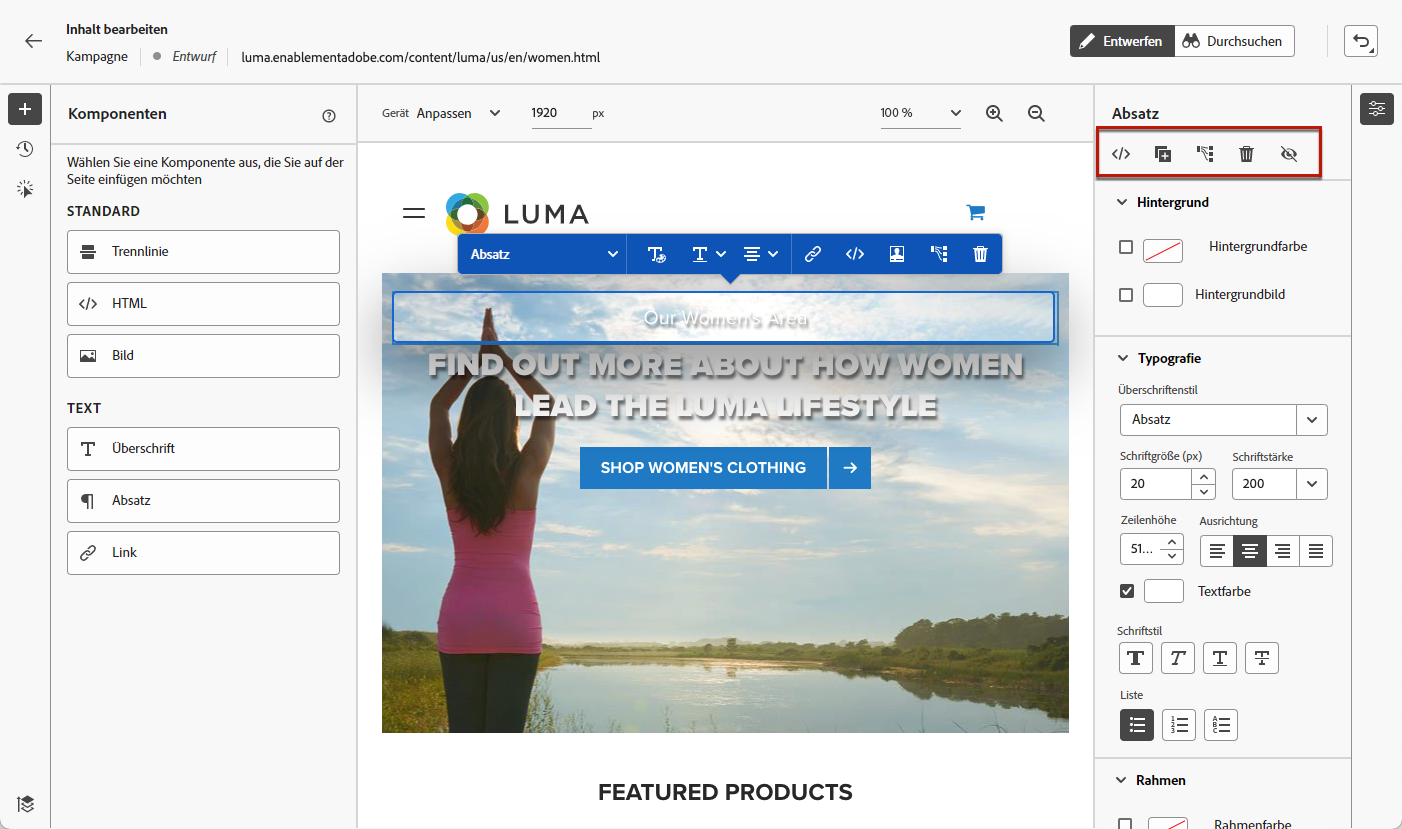 Inhalt bearbeiten
Kampagne Entwurf luma.enablementadobe.com/content/luma/us/en/women.html
Entwerfen Durchsuchen
Komponenten
Wählen Sie eine Komponente aus, die Sie auf der
Seite einfügen möchten
STANDARD
Trennlinie
HTML
Bild
TEXT
Überschrift
Absatz
Link
Gerät Anpassen 1920 px 100 %
LUMA
Absatz
Our Women's Area
FIND OUT MORE ABOUT HOW WOMEN
LEAD THE LUMA LIFESTYLE
SHOP WOMEN'S CLOTHING
FEATURED PRODUCTS
Absatz
Hintergrund
Hintergrundfarbe
Hintergrundbild
Typografie
Überschriftenstil
Absatz
Schriftgröße (px) Schriftstärke
20 200
Zeilenhöhe Ausrichtung
51...
Textfarbe
Schriftstil
Liste
Rahmen
Rahmenfarbe